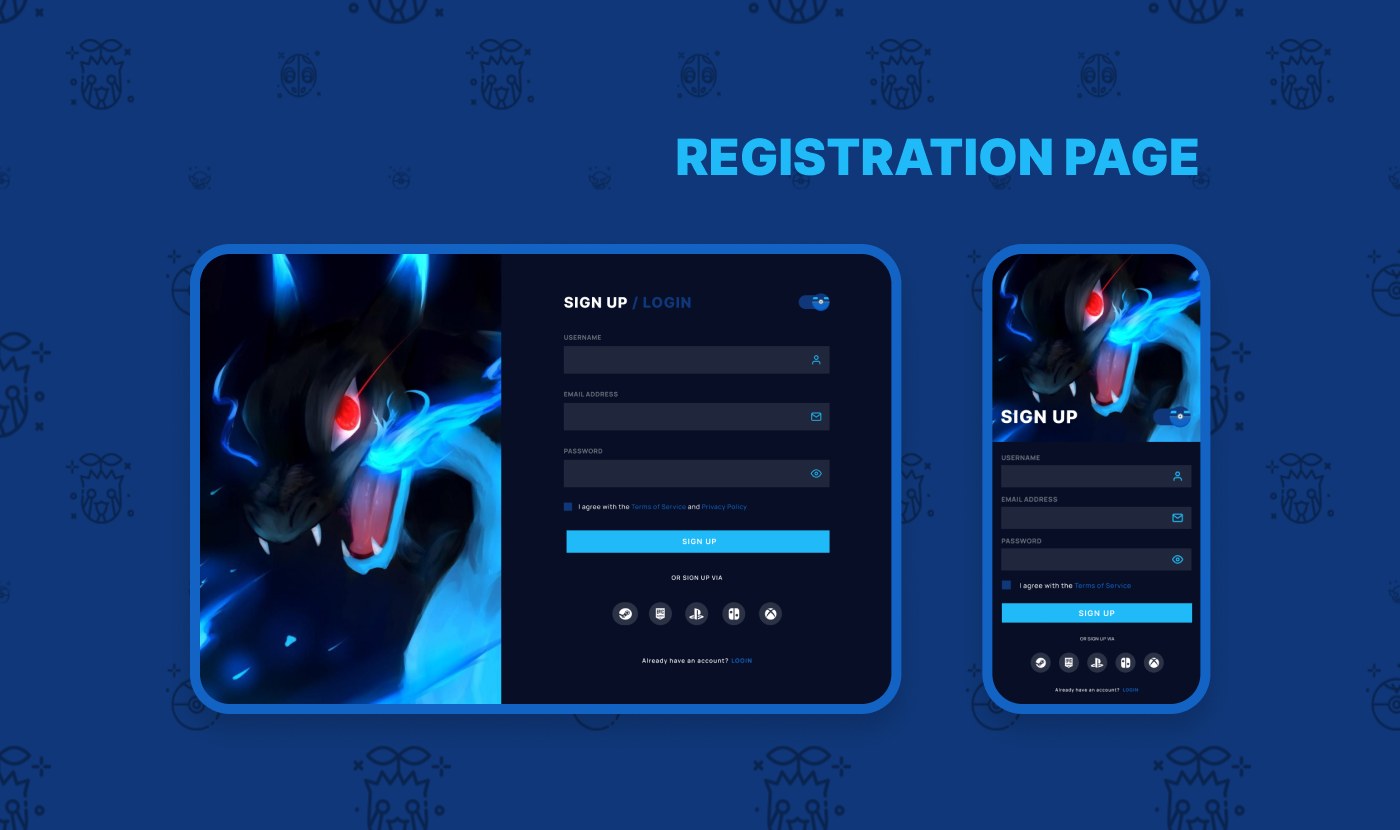 REGISTRATION PAGE
SIGN UP / LOGIN
USERNAME
EMAIL ADDRESS
PASSWORD
I agree with the Terms of Service and Privacy Policy
SIGN UP
OR SIGN UP VIA
Already have an account? LOGIN
SIGN UP
USERNAME
EMAIL ADDRESS
PASSWORD
I agree with the Terms of Service
SIGN UP
OR SIGN UP VIA
Already have an account? LOGIN